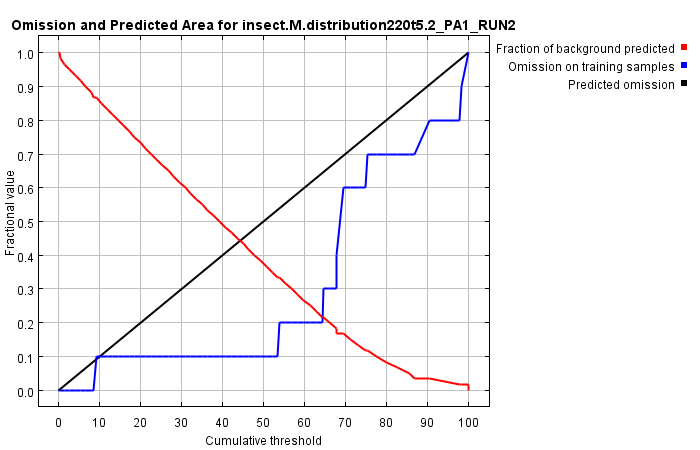 Omission and Predicted Area for insect.M.distribution220t5.2_PA1_RUN2
Fraction of background predicted
Omission on training samples
Predicted omission
Fractional value
1.0
0.9
0.8
0.7
0.6
0.5
0.4
0.3
0.2
0.1
0.0
0 10 20 30 40 50 60 70 80 90 100
Cumulative threshold